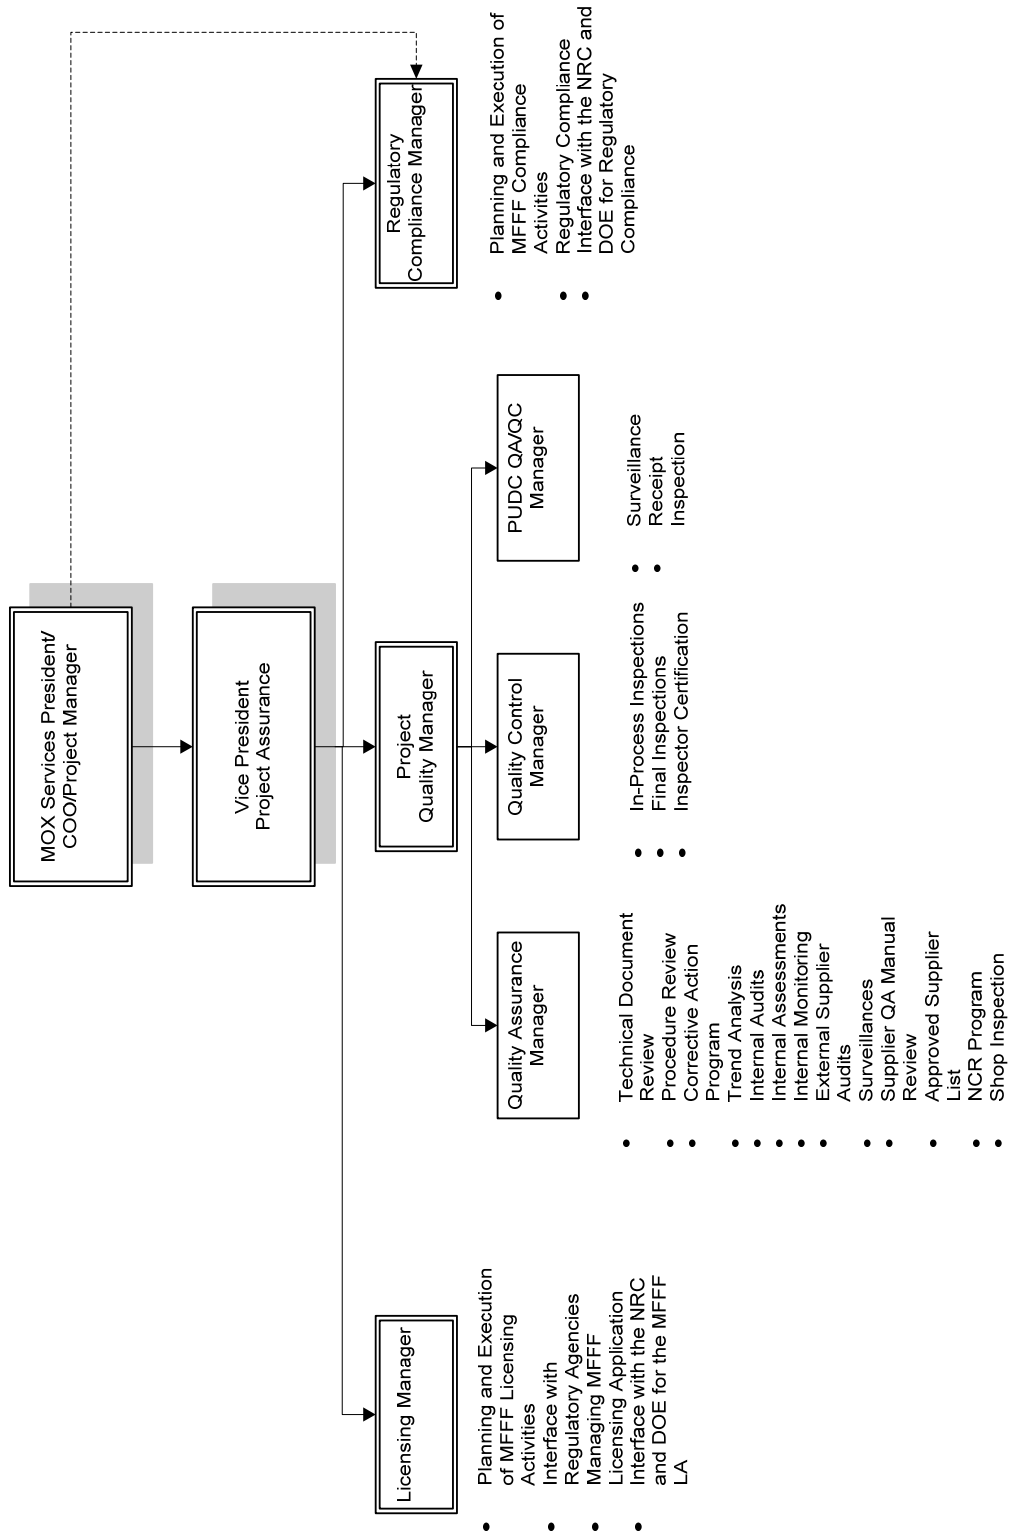 MOX Services President/
COO/Project Manager
Vice President
Project Assurance
Licensing Manager
• Planning and Execution
of MFFF Licensing
Activities
• Interface with
Regulatory Agencies
• Managing MFFF
Licensing Application
• Interface with the NRC
and DOE for the MFFF
LA
Project
Quality Manager
Regulatory
Compliance Manager
• Planning and Execution of
MFFF Compliance
Activities
• Regulatory Compliance
• Interface with the NRC and
DOE for Regulatory
Compliance
Quality Assurance
Manager
• Technical Document
Review
• Procedure Review
• Corrective Action
Program
• Trend Analysis
• Internal Audits
• Internal Assessments
• Internal Monitoring
• External Supplier
Audits
• Surveillances
• Supplier QA Manual
Review
• Approved Supplier
List
• NCR Program
• Shop Inspection
Quality Control
Manager
• In-Process Inspections
• Final Inspections
• Inspector Certification
PUDC QA/QC
Manager
• Surveillance
• Receipt
Inspection